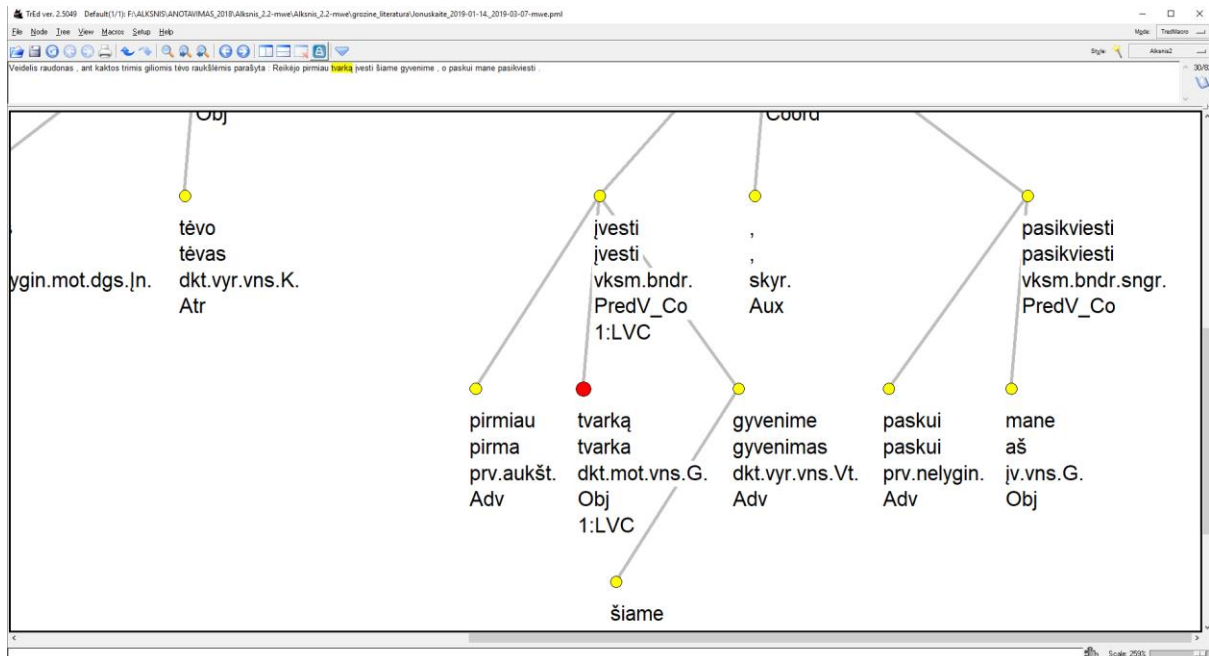 TrEd ver. 2.5049 Default(1/1): F:\ALKSNIS\ANOTAVIMAS_2018\Alksnis_2.2-mwe\Alksnis_2.2-mwe\grozine_literatura\Jonuskaite_2019-01-14._2019-03-07-mwe.pml
File Node Tree View Macros Setup Help
Mode: TredMacro
Style: Alksnis2
Veidelis raudonas , ant kaktos trimis giliomis tėvo raukšlėmis parašyta : Reikėjo pirmiau tvarką įvesti šiame gyvenime , o paskui mane pasikviesti .
30/8
Obj Coord
tėvo įvesti , pasikviesti
tėvas įvesti , pasikviesti
ygin.mot.dgs.Įn. dkt.vyr.vns.K. vksm.bndr. skyr. vksm.bndr.sngr.
Atr PredV_Co Aux PredV_Co
1:LVC
pirmiau tvarką gyvenime paskui mane
pirma tvarka gyvenimas paskui aš
prv.aukšt. dkt.mot.vns.G. dkt.vyr.vns.Vt. prv.nelygin. įv.vns.G.
Adv Obj Adv Adv Obj
1:LVC
šiame
Scale: 259%